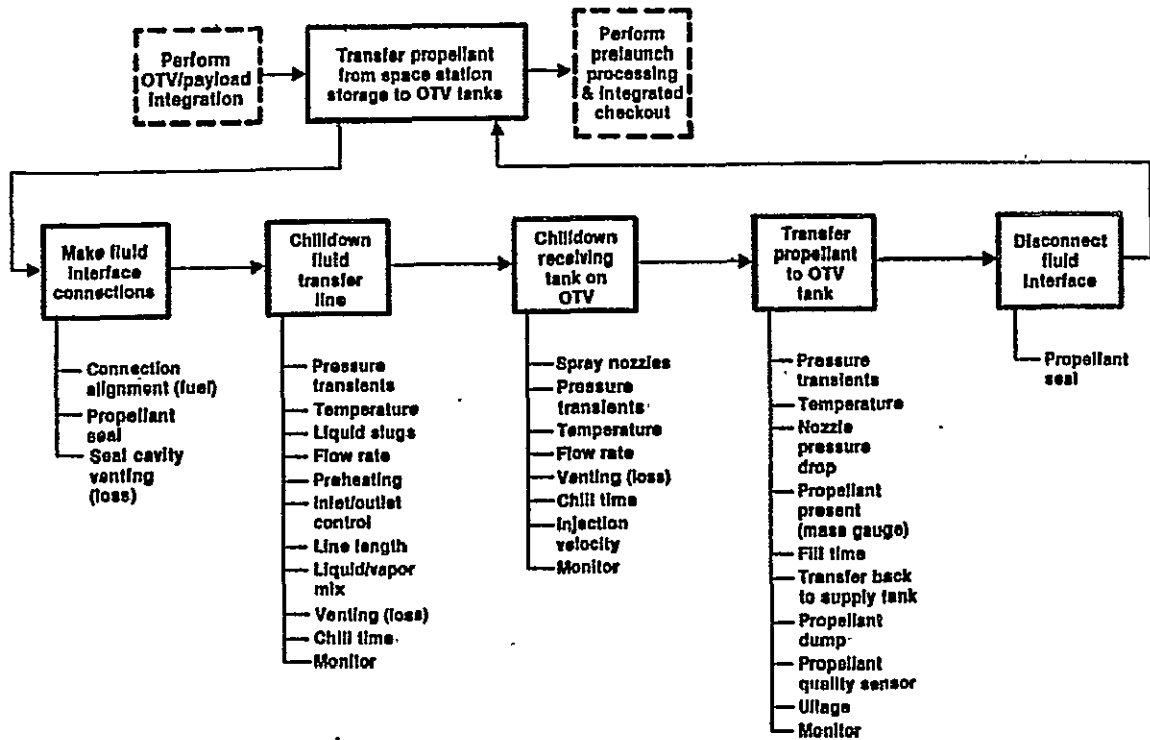 Perform
OTV/payload
integration
Transfer propellant
from space station
storage to OTV tanks
Perform
prelaunch
processing
& integrated
checkout
Make fluid
interface
connections
Chilldown
fluid
transfer
line
Chilldown
receiving
tank on
OTV
Transfer
propellant
to OTV
tank
Disconnect
fluid
interface
Connection
alignment (fuel)
Propellant
seal
Seal cavity
venting
(loss)
Pressure
transients
Temperature
Liquid slugs
Flow rate
Preheating
Inlet/outlet
control
Line length
Liquid/vapor
mix
Venting (loss)
Chill time
Monitor
Spray nozzles
Pressure
transients
Temperature
Flow rate
Venting (loss)
Chill time
Injection
velocity
Monitor
Pressure
transients
Temperature
Nozzle
pressure
drop
Propellant
present
(mass gauge)
Fill time
Transfer back
to supply tank
Propellant
dump
Propellant
quality sensor
Ullage
Monitor
Propellant
seal